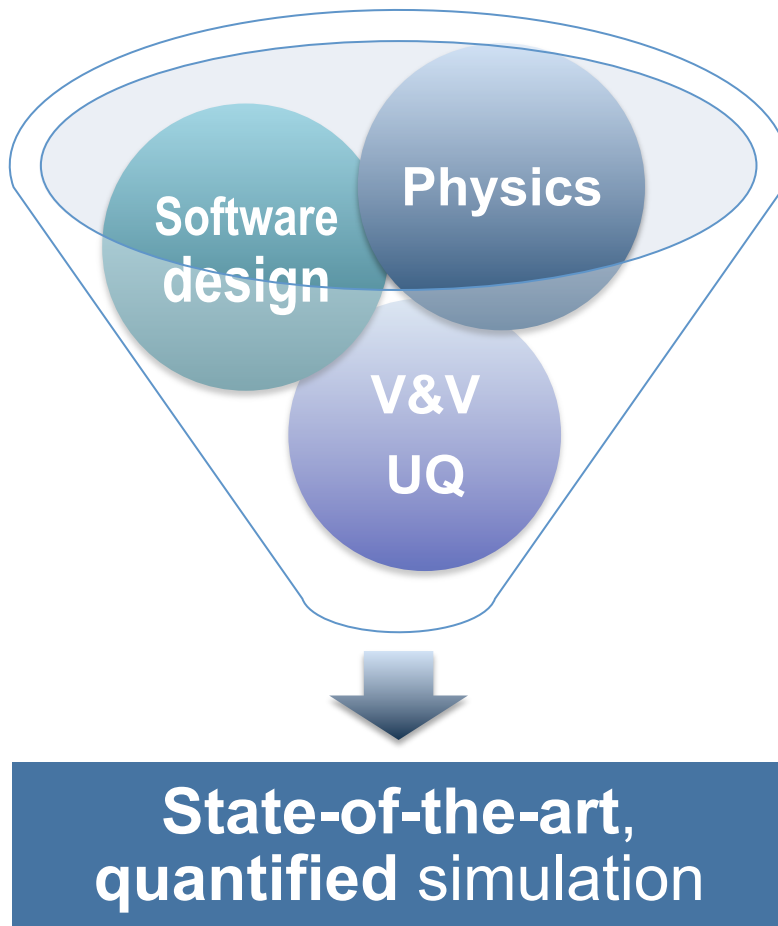 Physics
Software
design
V&V
UQ
State-of-the-art,
quantified simulation